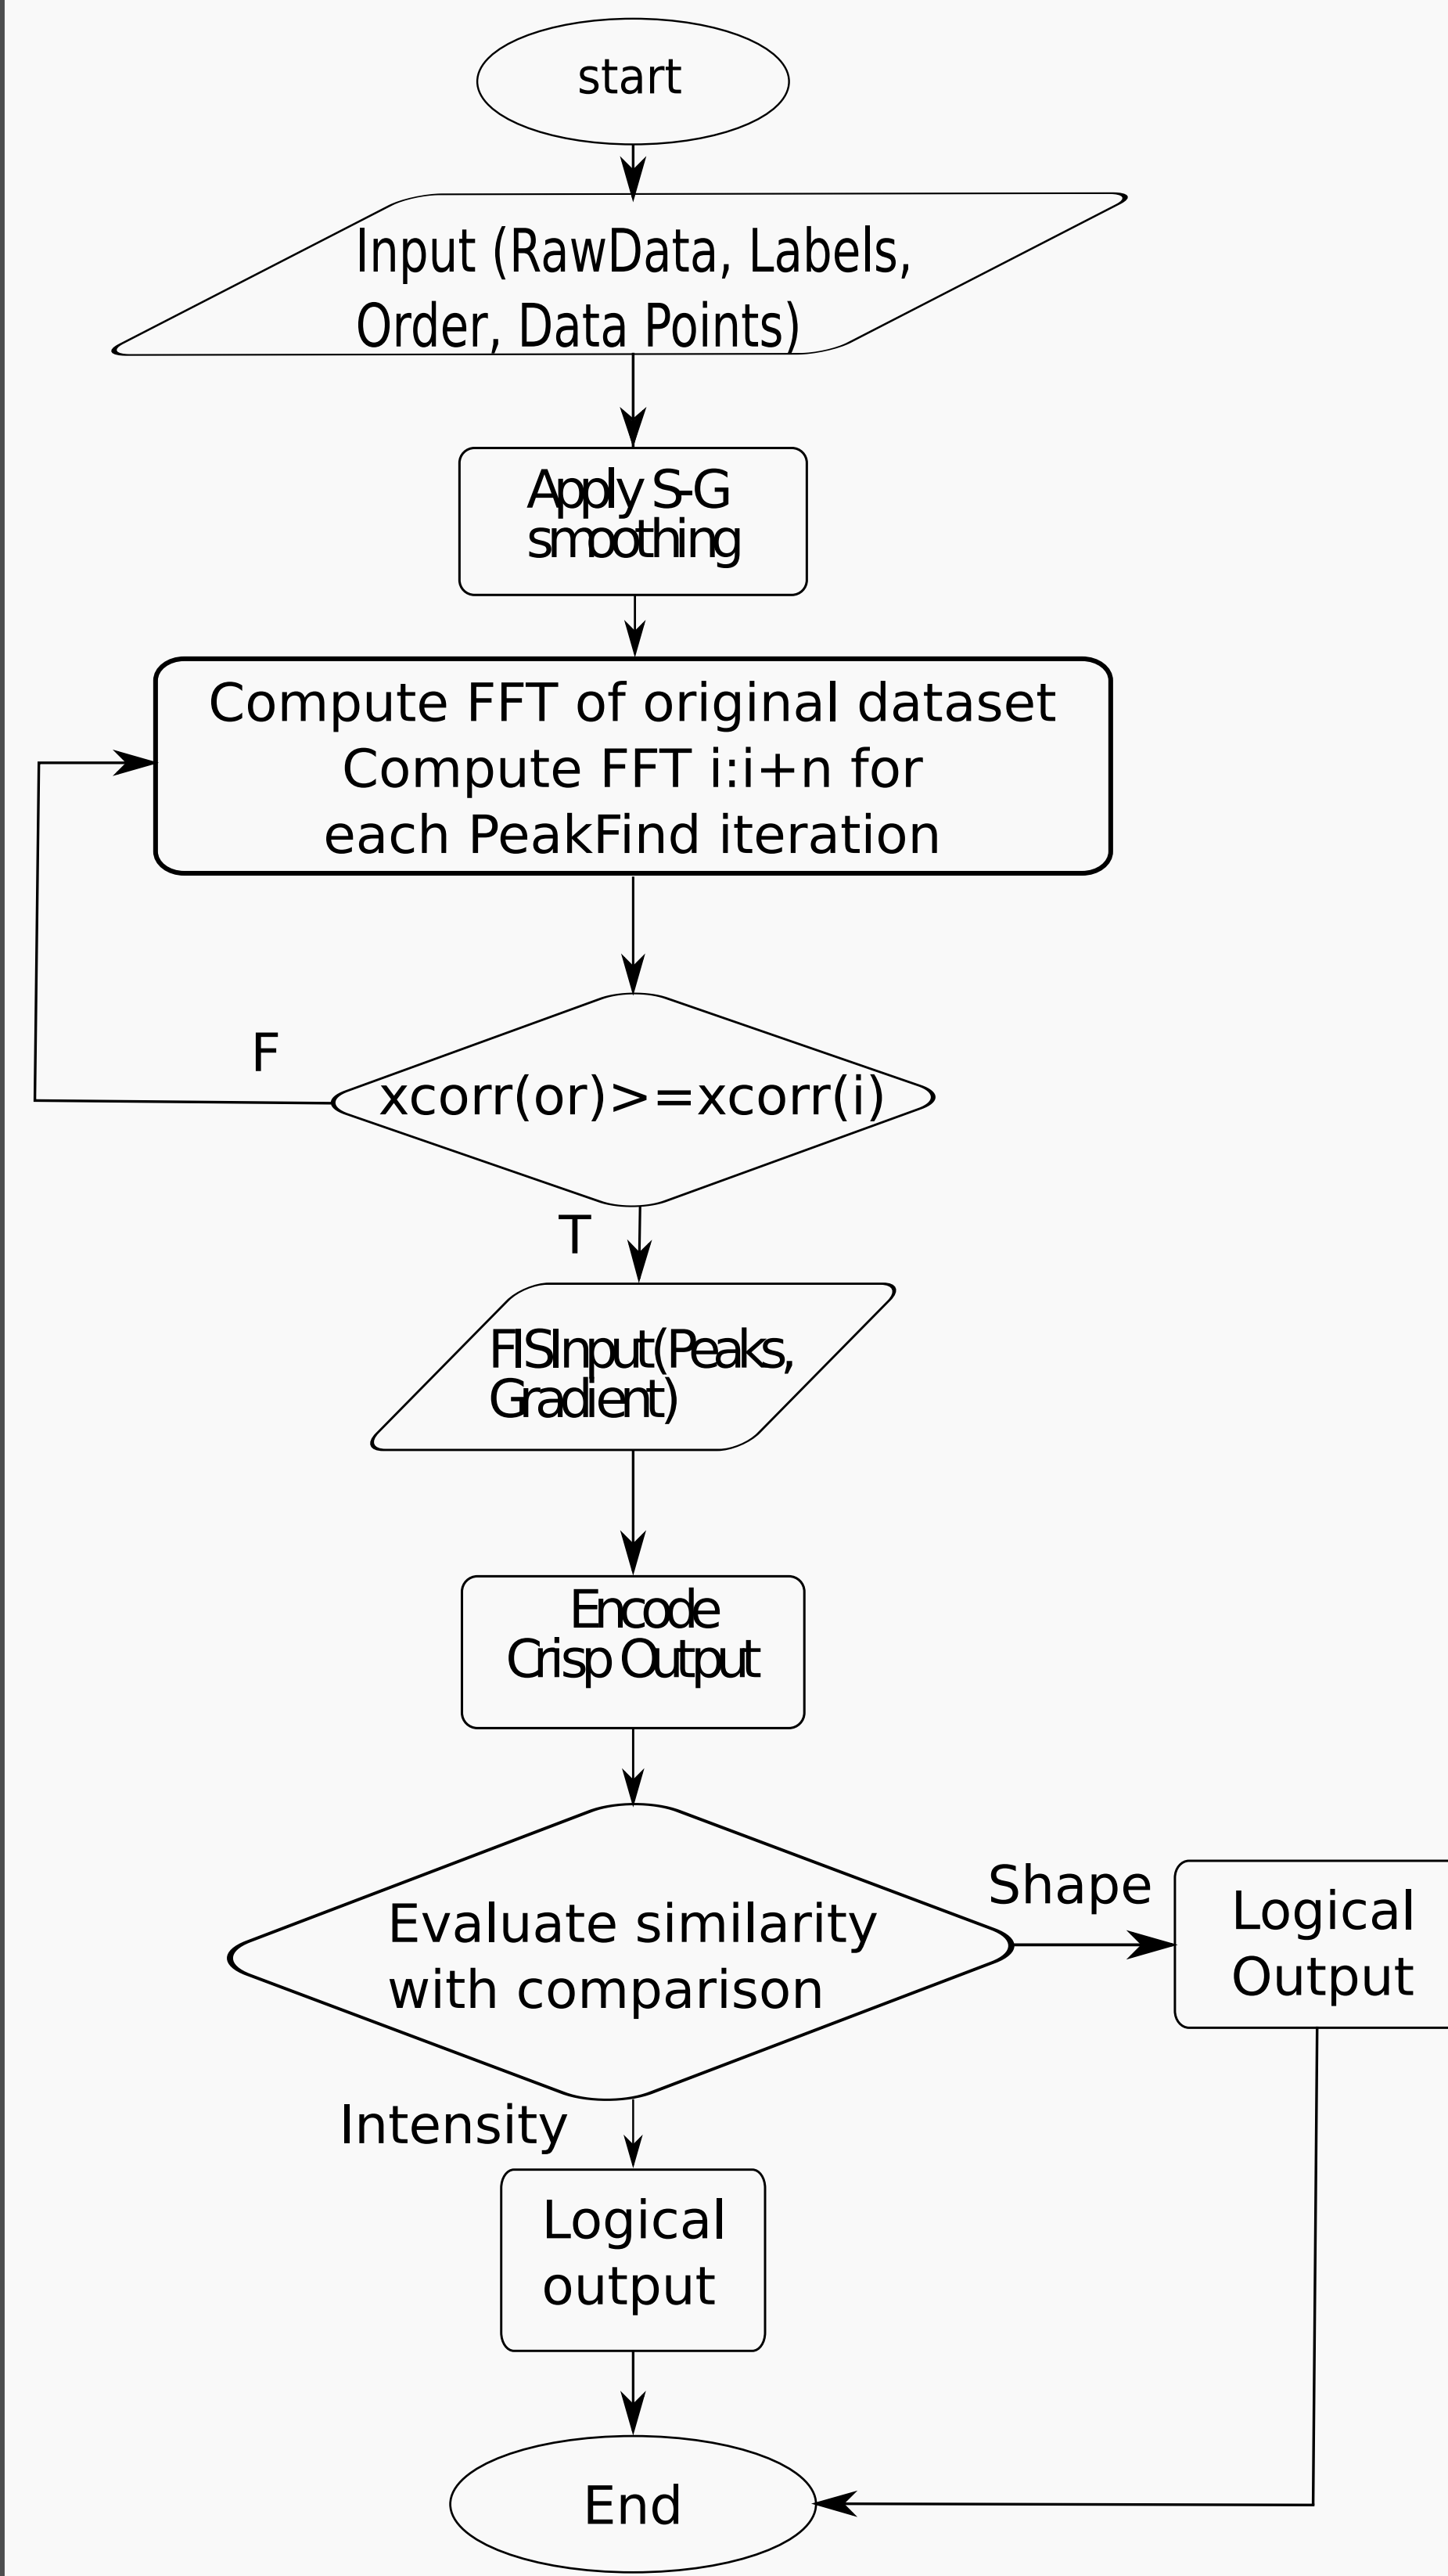 start
Input (RawData, Labels,
Order, Data Points)
Apply S-G
smoothing
Compute FFT of original dataset
Compute FFT i:i+n for
each PeakFind iteration
F
xcorr(or)>=xcorr(i)
T
FISInput(Peaks,
Gradient)
Encode
Crisp Output
Evaluate similarity
with comparison
Shape
Logical
Output
Intensity
Logical
output
End